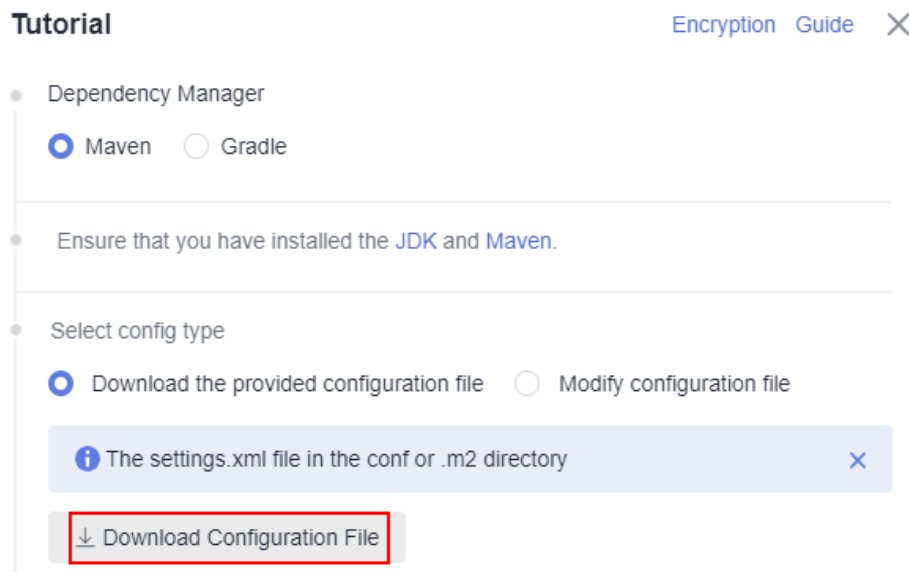 Tutorial Encryption Guide
Dependency Manager
Maven Gradle
Ensure that you have installed the JDK and Maven.
Select config type
Download the provided configuration file Modify configuration file
The settings.xml file in the conf or .m2 directory
Download Configuration File